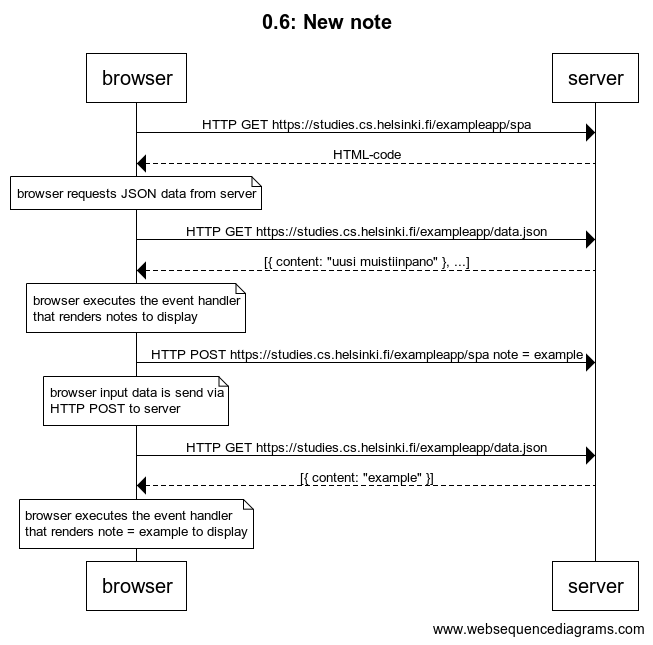 0.6: New note
browser
server
HTTP GET https://studies.cs.helsinki.fi/exampleapp/spa
HTML-code
browser requests JSON data from server
HTTP GET https://studies.cs.helsinki.fi/exampleapp/data.json
[{ content: "uusi muistiinpano" }, ...]
browser executes the event handler
that renders notes to display
HTTP POST https://studies.cs.helsinki.fi/exampleapp/spa note = example
browser input data is send via
HTTP POST to server
HTTP GET https://studies.cs.helsinki.fi/exampleapp/data.json
[{ content: "example" }]
browser executes the event handler
that renders note = example to display
browser
server
www.websequencediagrams.com